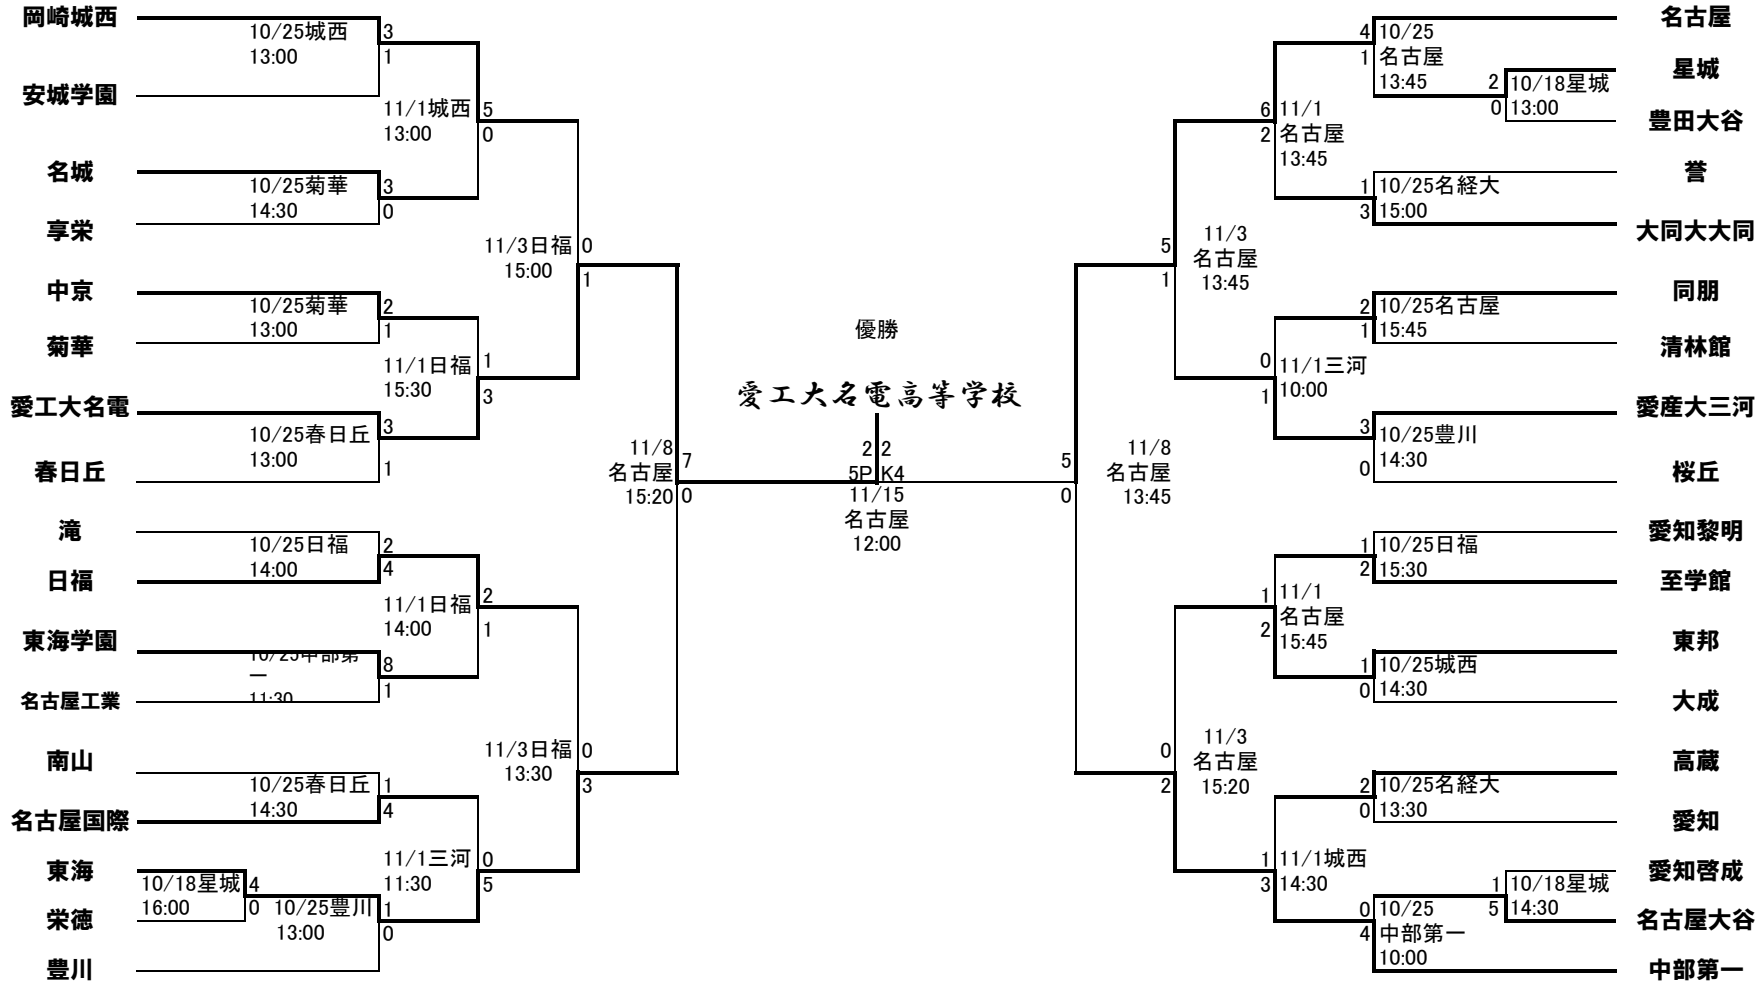 岡崎城西
10/25城西
13:00
3
1
安城学園
11/1城西
13:00
5
0
名城
10/25菊華
14:30
3
0
享栄
11/3日福
15:00
0
1
中京
10/25菊華
13:00
2
1
菊華
11/1日福
15:30
1
3
愛工大名電
10/25春日丘
13:00
3
1
春日丘
11/8
名古屋
15:20
7
0
滝
10/25日福
14:00
2
4
日福
11/1日福
14:00
2
1
東海学園
10/25中部第
一
11:30
8
1
名古屋工業
11/3日福
13:30
0
3
南山
10/25春日丘
14:30
1
4
名古屋国際
11/1三河
11:30
0
5
東海
10/18星城
16:00
4
0
栄徳
10/25豊川
13:00
1
0
豊川
優勝
愛工大名電高等学校
2 2
5PK4
11/15
名古屋
12:00
名古屋
4
1
10/25
名古屋
13:45
星城
2
0
10/18星城
13:00
豊田大谷
6
2
11/1
名古屋
13:45
誉
1
3
10/25名経大
15:00
大同大大同
5
1
11/3
名古屋
13:45
同朋
2
1
10/25名古屋
15:45
清林館
0
1
11/1三河
10:00
愛産大三河
3
0
10/25豊川
14:30
桜丘
5
0
11/8
名古屋
13:45
愛知黎明
1
2
10/25日福
15:30
至学館
1
2
11/1
名古屋
15:45
東邦
1
0
10/25城西
14:30
大成
0
2
11/3
名古屋
15:20
高蔵
2
0
10/25名経大
13:30
愛知
1
3
11/1城西
14:30
愛知啓成
1
5
10/18星城
14:30
名古屋大谷
0
4
10/25
中部第一
10:00
中部第一